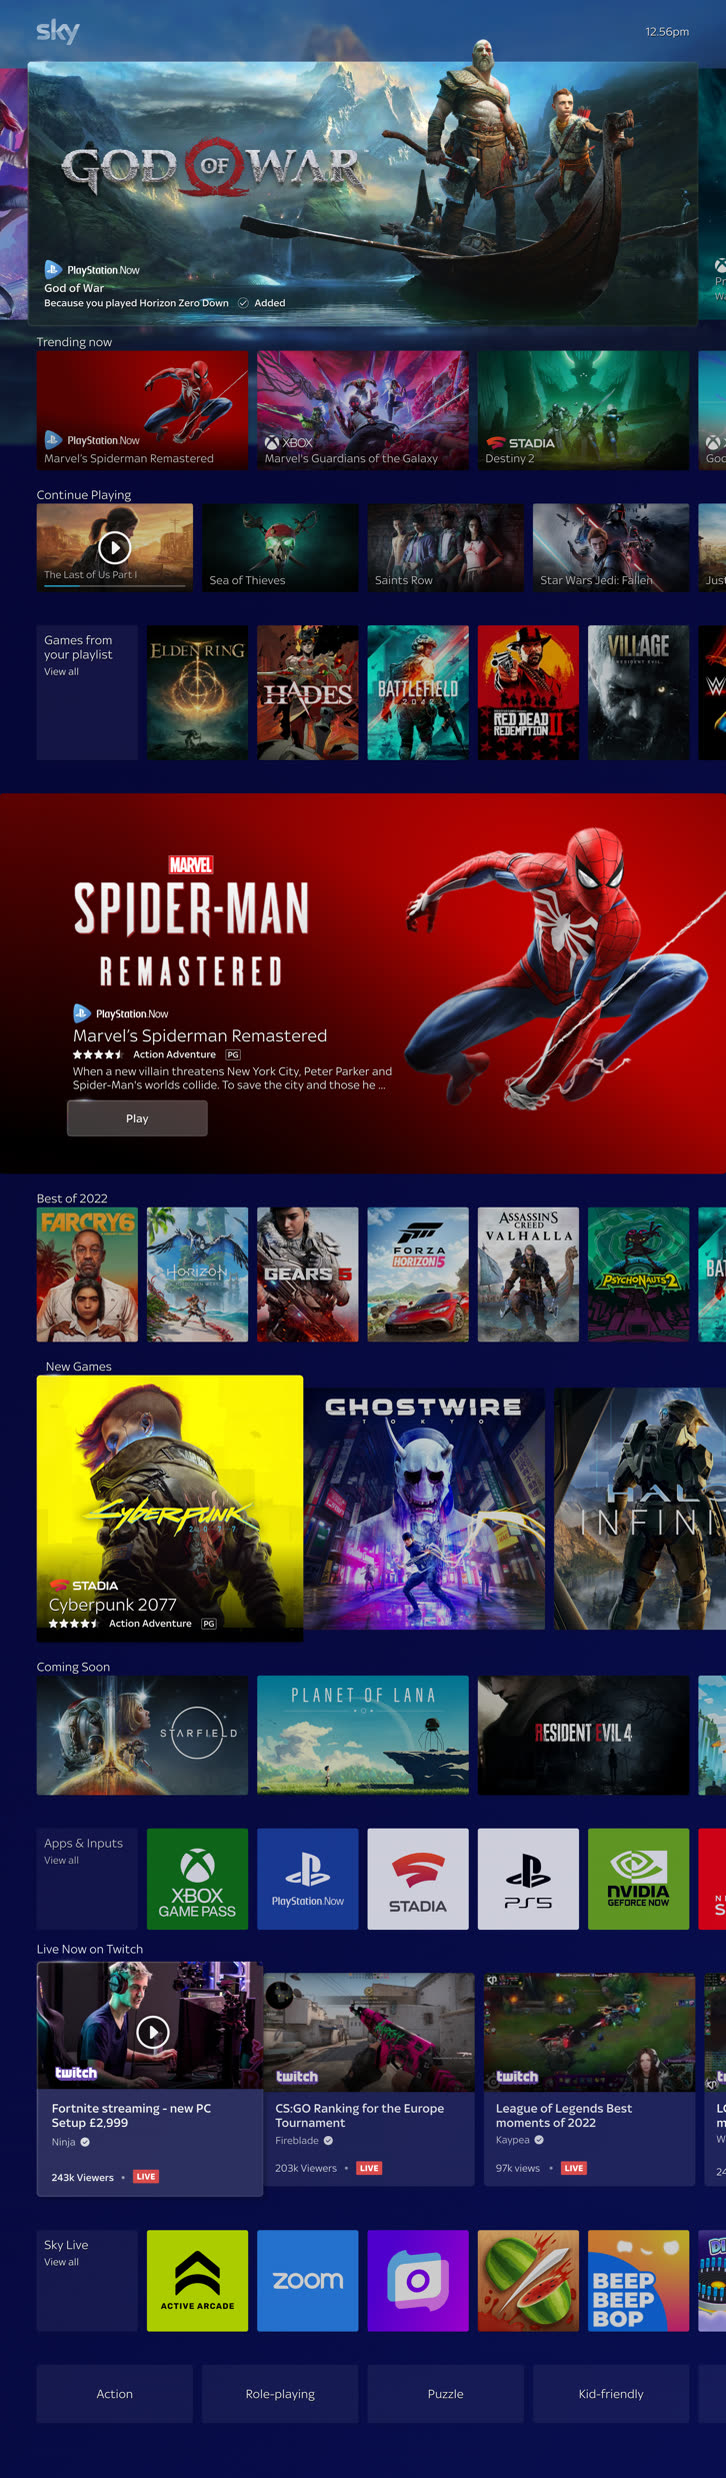 sky
12.56pm
GOD OF WAR
PlayStation.Now
God of War
Because you played Horizon Zero Down Added
Trending now
PlayStation.Now
Marvel's Spiderman Remastered
XBOX
Marvel's Guardians of the Galaxy
STADIA
Destiny 2
Continue Playing
The Last of Us Part I
Sea of Thieves
Saints Row
Star Wars Jedi: Fallen
Games from
your playlist
View all
ELDEN RING
HADES
BATTLEFIELD
2042
RED DEAD
REDEMPTION II
VILLAGE
RESIDENT EVIL
MARVEL
SPIDER-MAN
REMASTERED
PlayStation.Now
Marvel's Spiderman Remastered
Action Adventure PG
When a new villain threatens New York City, Peter Parker and
Spider-Man's worlds collide. To save the city and those he ...
Play
Best of 2022
FARCRY6
HORIZON
GEARS 5
FORZA
HORIZON 5
ASSASSIN'S
CREED
VALHALLA
PSYCHONAUTS 2
New Games
Cyberpunk
2077
STADIA
Cyberpunk 2077
Action Adventure PG
GHOSTWIRE
TOKYO
HALO
INFINIT
Coming Soon
STARFIELD
PLANET OF LANA
RESIDENT EVIL 4
Apps & Inputs
View all
XBOX
GAME PASS
PlayStation.Now
STADIA
PS5
NVIDIA
GEFORCE NOW
Live Now on Twitch
twitch
Fortnite streaming - new PC
Setup £2,999
Ninja
243k Viewers • LIVE
twitch
CS:GO Ranking for the Europe
Tournament
Fireblade
203k Viewers • LIVE
twitch
League of Legends Best
moments of 2022
Kaypea
97k views • LIVE
Sky Live
View all
ACTIVE ARCADE
zoom
BEEP
BEEP
BOP
Action
Role-playing
Puzzle
Kid-friendly